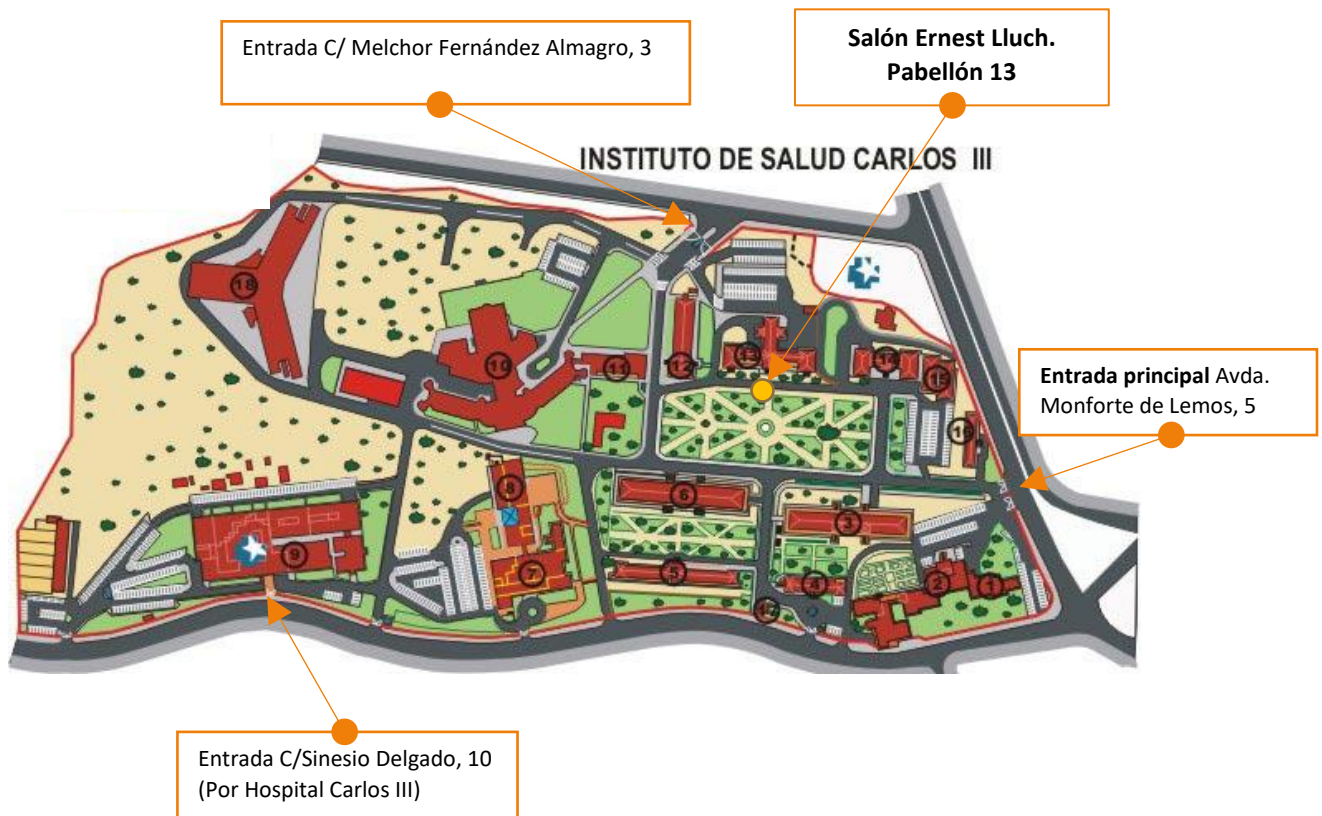 Entrada C/ Melchor Fernández Almagro, 3
Salón Ernest Lluch.
Pabellón 13
INSTITUTO DE SALUD CARLOS III
Entrada principal Avda.
Monforte de Lemos, 5
18
10
11
12
13
14
15
16
8
6
3
9
7
5
4
2
1
17
Entrada C/Sinesio Delgado, 10
(Por Hospital Carlos III)